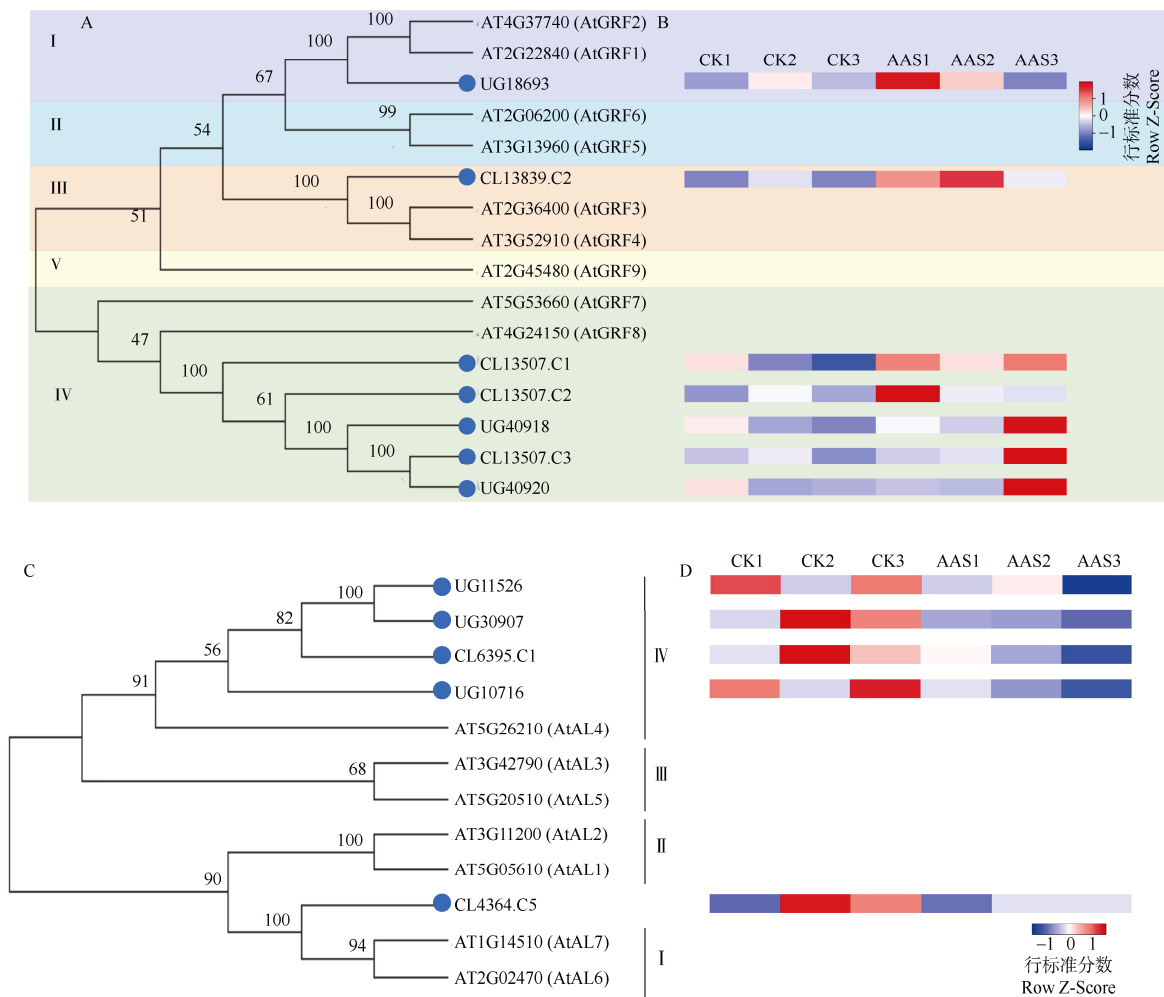 A
B
I
II
III
V
IV
100
100
67
54
99
100
100
51
47
100
61
100
100
AT4G37740 (AtGRF2)
AT2G22840 (AtGRF1)
UG18693
AT2G06200 (AtGRF6)
AT3G13960 (AtGRF5)
CL13839.C2
AT2G36400 (AtGRF3)
AT3G52910 (AtGRF4)
AT2G45480 (AtGRF9)
AT5G53660 (AtGRF7)
AT4G24150 (AtGRF8)
CL13507.C1
CL13507.C2
UG40918
CL13507.C3
UG40920
CK1 CK2 CK3 AAS1 AAS2 AAS3
1
0
−1
行标准分数
Row Z-Score
C
100
82
56
91
68
100
90
100
94
UG11526
UG30907
CL6395.C1
UG10716
AT5G26210 (AtAL4)
AT3G42790 (AtAL3)
AT5G20510 (AtAL5)
AT3G11200 (AtAL2)
AT5G05610 (AtAL1)
CL4364.C5
AT1G14510 (AtAL7)
AT2G02470 (AtAL6)
Ⅳ
Ⅲ
Ⅱ
Ⅰ
D
CK1 CK2 CK3 AAS1 AAS2 AAS3
−1 0 1
行标准分数
Row Z-Score